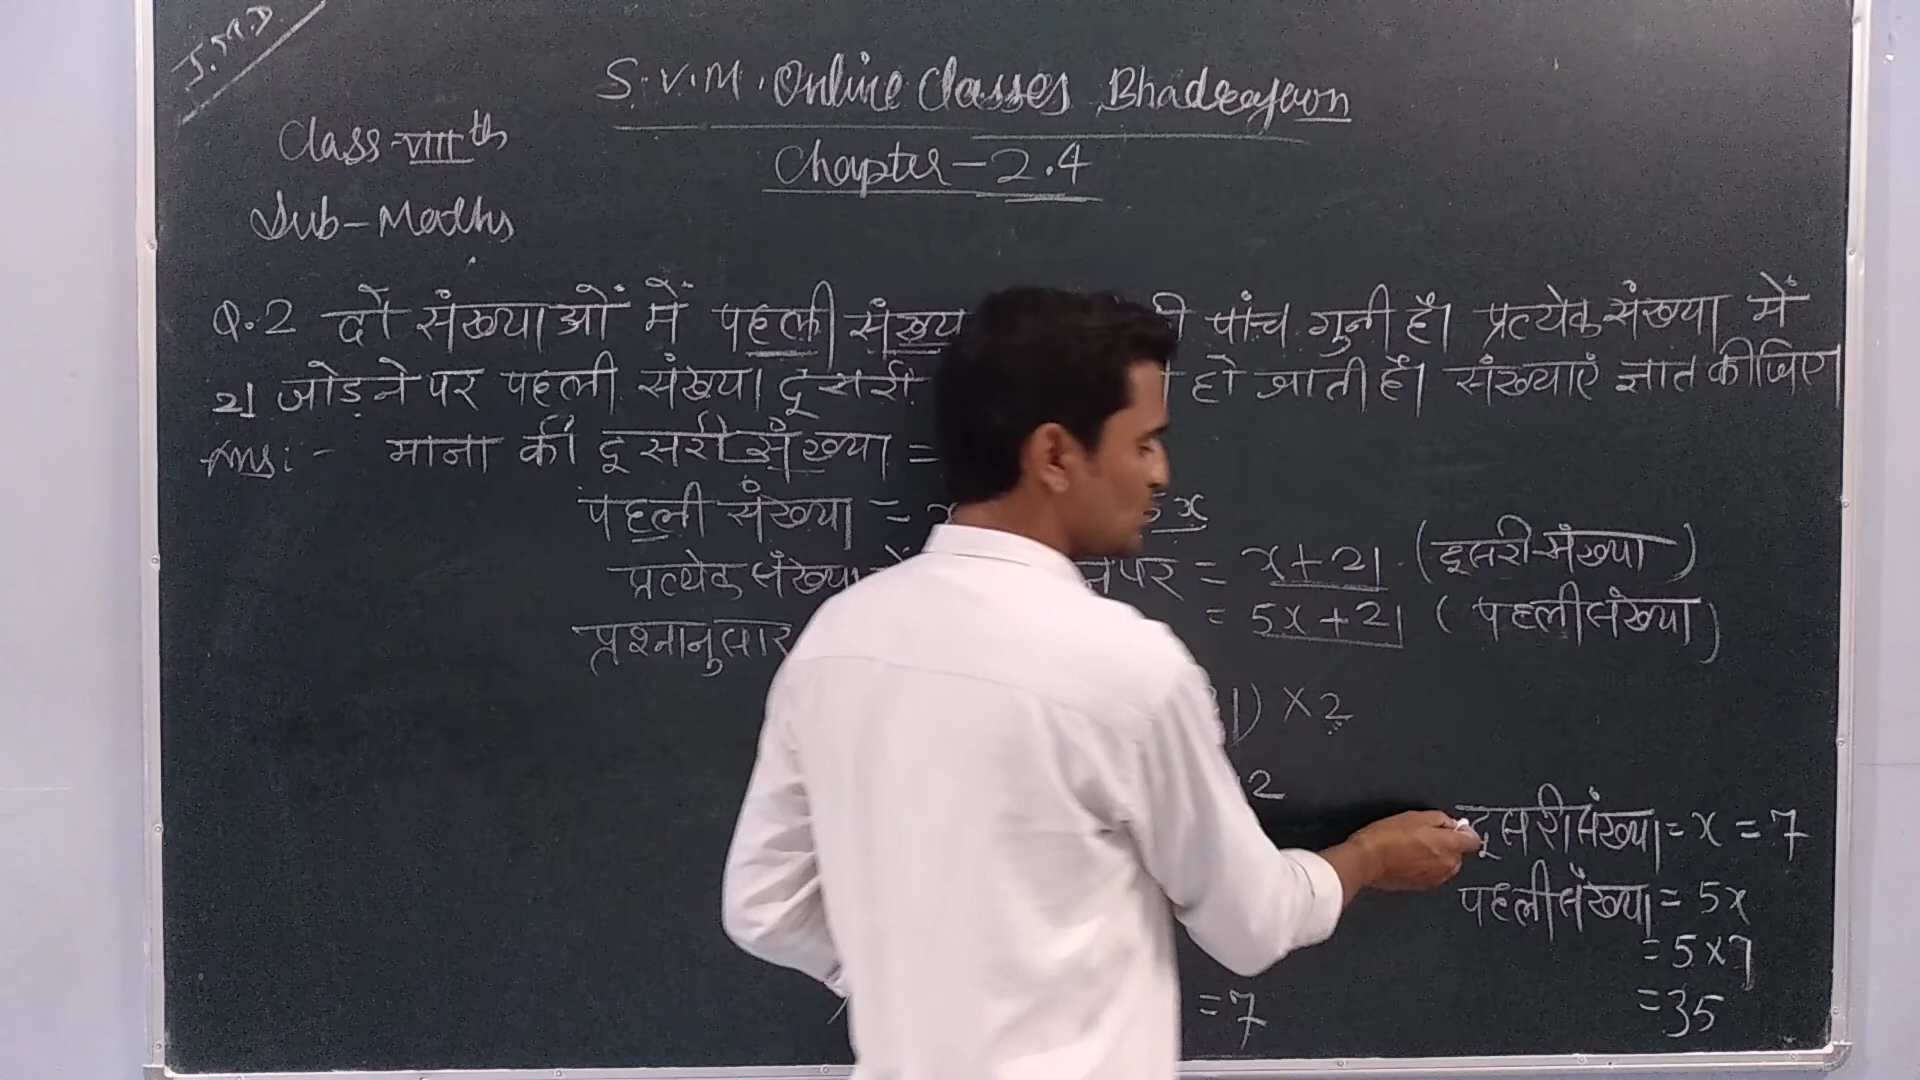 S.V.M. Online Classes Bhadragaon
Class-VIIIth
Chapter-2.4
Sub-Maths
Q.2 दो संख्याओं में पहली संख्य पांच गुनी है। प्रत्येक संख्या में
21 जोड़ने पर पहली संख्या दूसरी हो जाती है। संख्याएं ज्ञात कीजिए
Ans:- माना की दूसरी संख्या =
पहली संख्या = 5x
प्रत्येक संख्या पर = x+21 (दूसरी संख्या)
= 5x+21 (पहली संख्या)
प्रश्नानुसार
1) × 2
2
दूसरी संख्या = x = 7
पहली संख्या = 5x
= 5×7
= 35
= 7